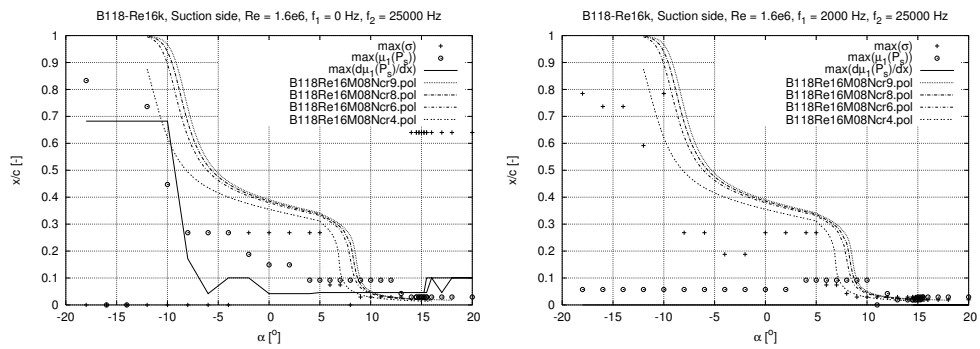 B118-Re16k, Suction side, Re = 1.6e6, f₁ = 0 Hz, f₂ = 25000 Hz
max(σ)
max(μ₁(Pₛ))
max(dμ₁(Pₛ)/dx)
B118Re16M08Ncr9.pol
B118Re16M08Ncr8.pol
B118Re16M08Ncr6.pol
B118Re16M08Ncr4.pol
1
0.9
0.8
0.7
0.6
0.5
0.4
0.3
0.2
0.1
0
x/c [-]
-20 -15 -10 -5 0 5 10 15 20
α [°]
B118-Re16k, Suction side, Re = 1.6e6, f₁ = 2000 Hz, f₂ = 25000 Hz
max(σ)
max(μ₁(Pₛ))
max(dμ₁(Pₛ)/dx)
B118Re16M08Ncr9.pol
B118Re16M08Ncr8.pol
B118Re16M08Ncr6.pol
B118Re16M08Ncr4.pol
1
0.9
0.8
0.7
0.6
0.5
0.4
0.3
0.2
0.1
0
x/c [-]
-20 -15 -10 -5 0 5 10 15 20
α [°]